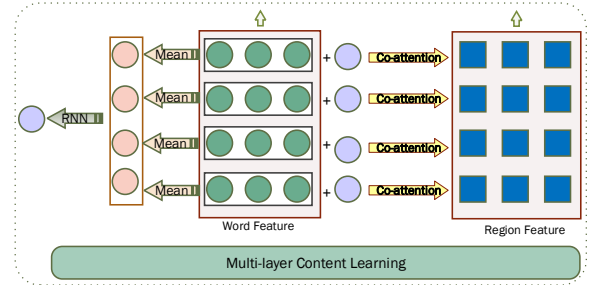 Mean + Co-attention
RNN Mean + Co-attention
Mean + Co-attention
Mean + Co-attention
Word Feature
Region Feature
Multi-layer Content Learning